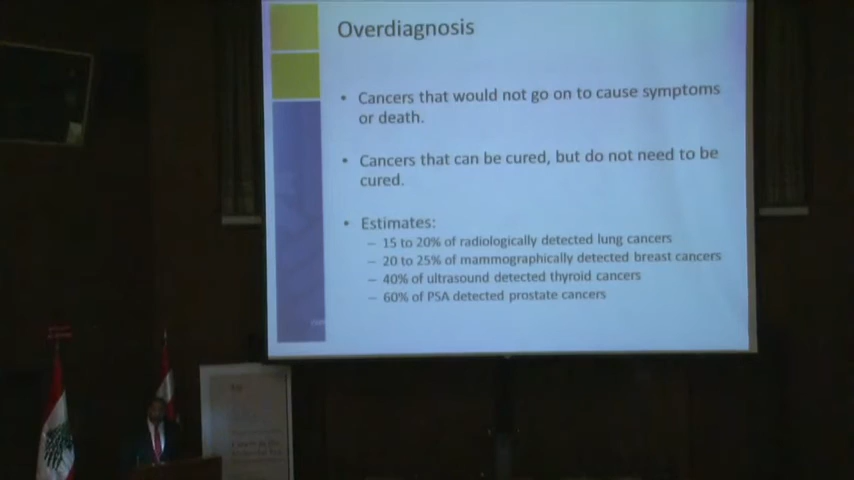 Overdiagnosis
• Cancers that would not go on to cause symptoms
or death.
• Cancers that can be cured, but do not need to be
cured.
• Estimates:
– 15 to 20% of radiologically detected lung cancers
– 20 to 25% of mammographically detected breast cancers
– 40% of ultrasound detected thyroid cancers
– 60% of PSA detected prostate cancers